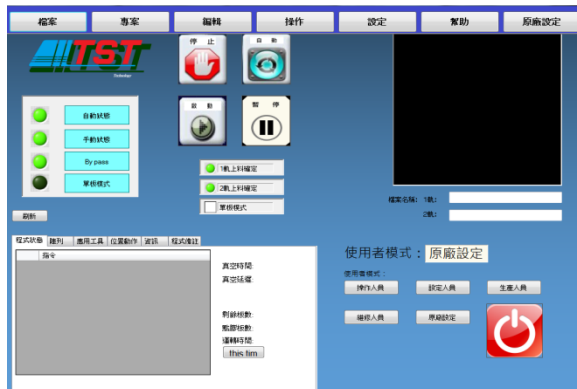 檔案 專案 編輯 操作 設定 幫助 原廠設定
TST
停 止 自 動
自動狀態
啟 動 暫 停
手動狀態
By pass
單板模式
1軌上料確定
2軌上料確定
單板模式
檔案名稱: 1軌:
2軌:
刷新
程式狀態 陣列 應用工具 位置動作 資訊 程式備註
指令
真空時間:
真空延遲:
剩餘板數:
點膠板數:
運轉時間:
this.tim
使用者模式： 原廠設定
使用者模式：
操作人員 設定人員 生產人員
維修人員 原廠設定